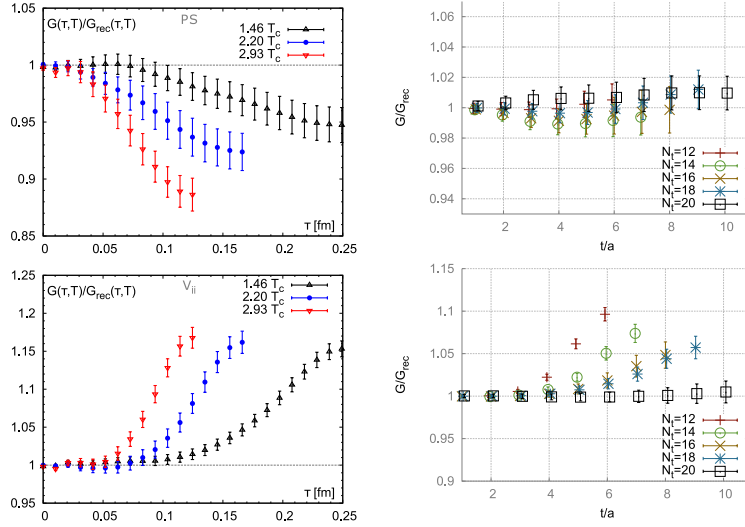 G(τ,T)/G_rec(τ,T)
PS
1.46 T_c
2.20 T_c
2.93 T_c
1.05
1
0.95
0.9
0.85
0
0.05
0.1
0.15
0.2
0.25
τ [fm]
G/G_rec
1.06
1.04
1.02
1
0.98
0.96
0.94
N_t=12
N_t=14
N_t=16
N_t=18
N_t=20
2
4
6
8
10
t/a
G(τ,T)/G_rec(τ,T)
V_ii
1.46 T_c
2.20 T_c
2.93 T_c
1.25
1.20
1.15
1.10
1.05
1
0.95
0
0.05
0.10
0.15
0.20
0.25
τ [fm]
G/G_rec
1.15
1.1
1.05
1
0.95
0.9
N_t=12
N_t=14
N_t=16
N_t=18
N_t=20
2
4
6
8
10
t/a